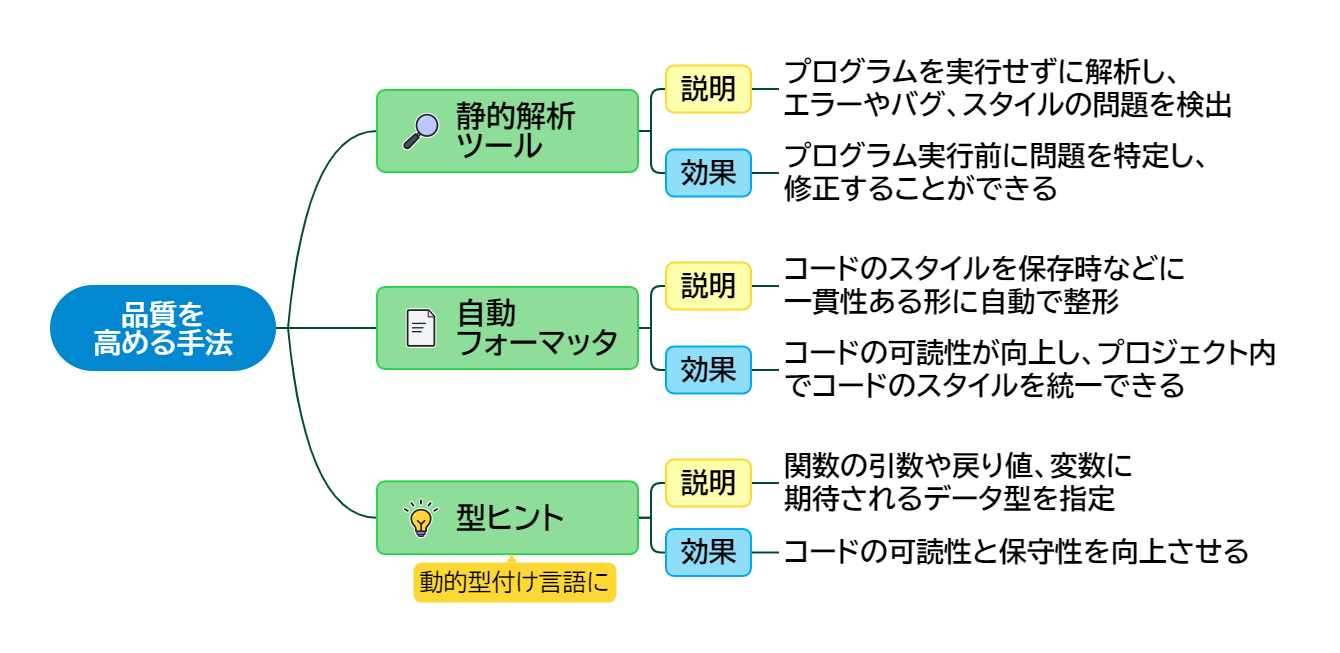 品質を
高める手法
静的解析
ツール
説明
プログラムを実行せずに解析し、
エラーやバグ、スタイルの問題を検出
効果
プログラム実行前に問題を特定し、
修正することができる
自動
フォーマッタ
説明
コードのスタイルを保存時などに
一貫性ある形に自動で整形
効果
コードの可読性が向上し、プロジェクト内
でコードのスタイルを統一できる
型ヒント
動的型付け言語に
説明
関数の引数や戻り値、変数に
期待されるデータ型を指定
効果
コードの可読性と保守性を向上させる